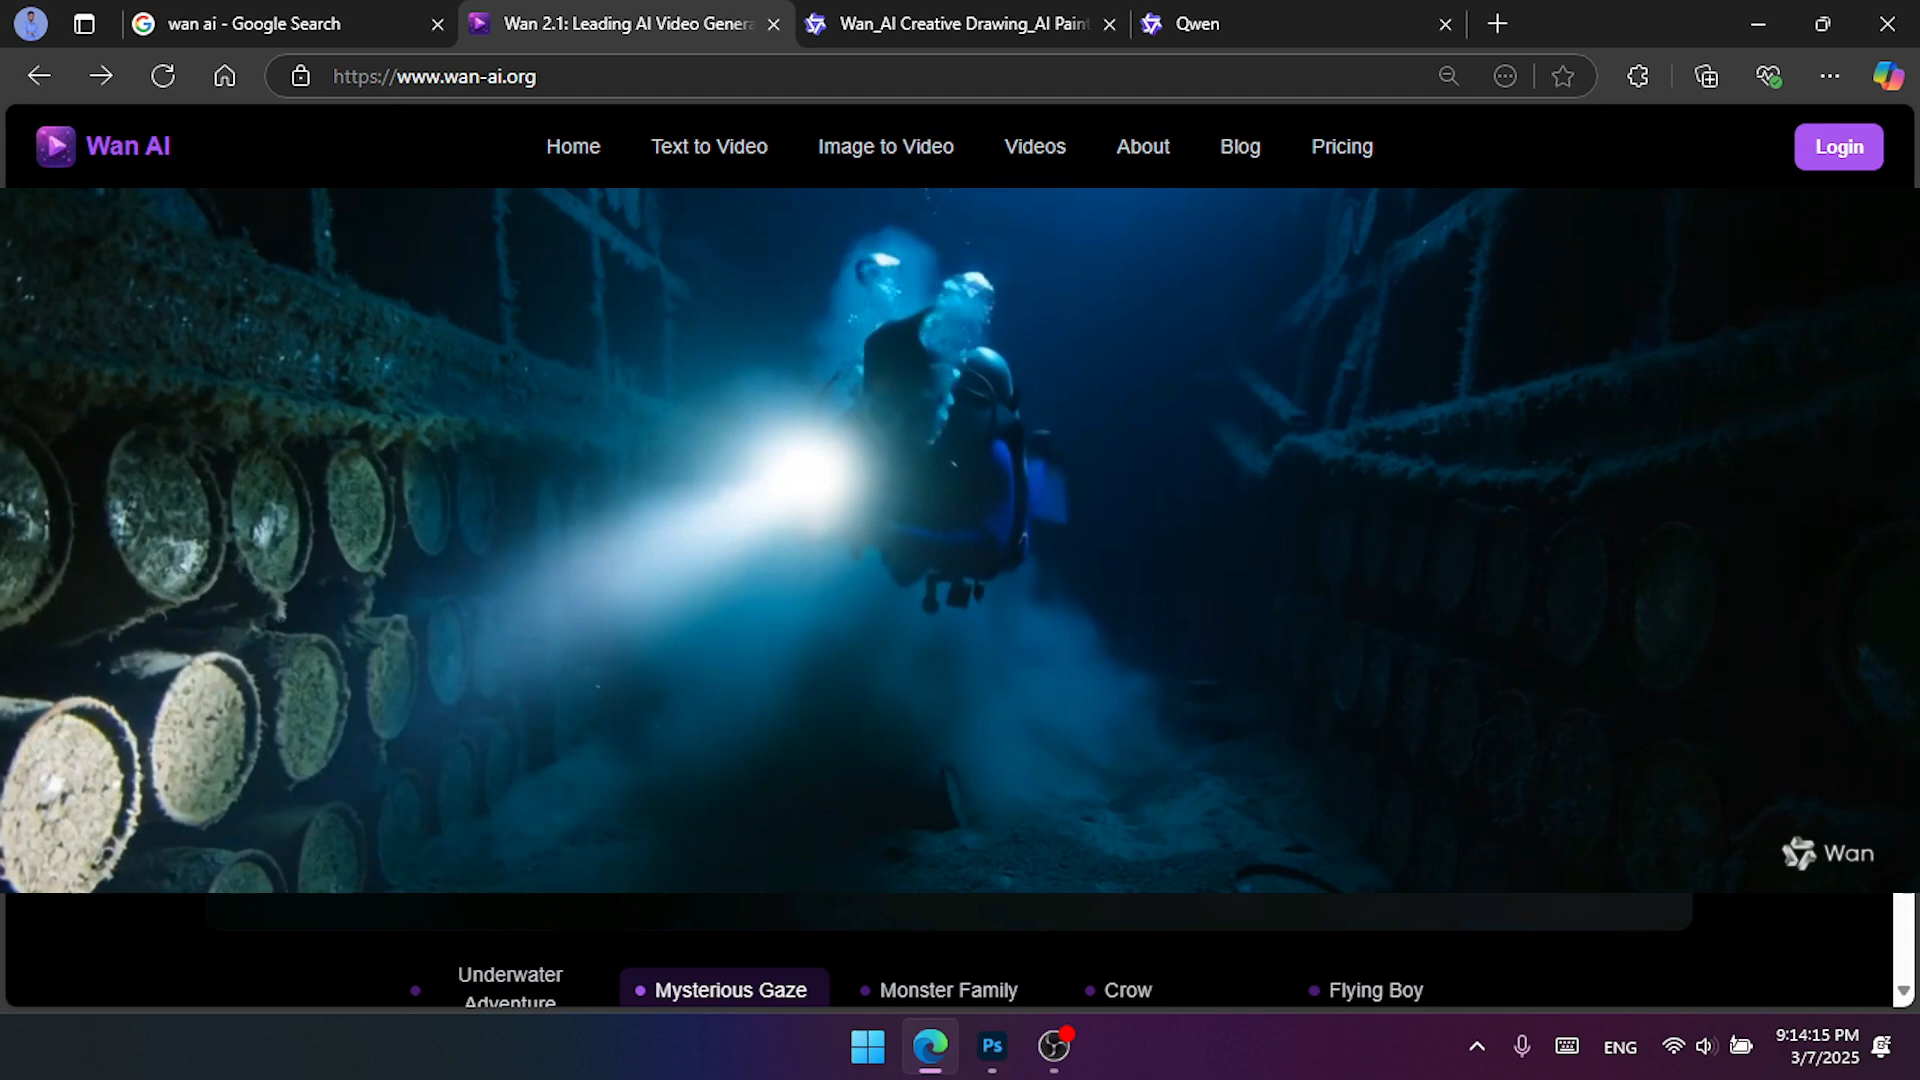 wan ai - Google Search
Wan 2.1: Leading AI Video Genera
Wan_AI Creative Drawing_AI Paint
Qwen
https://www.wan-ai.org
Wan AI
Home
Text to Video
Image to Video
Videos
About
Blog
Pricing
Login
Wan
Underwater
Adventure
Mysterious Gaze
Monster Family
Crow
Flying Boy
Ps
ENG
9:14:15 PM
3/7/2025